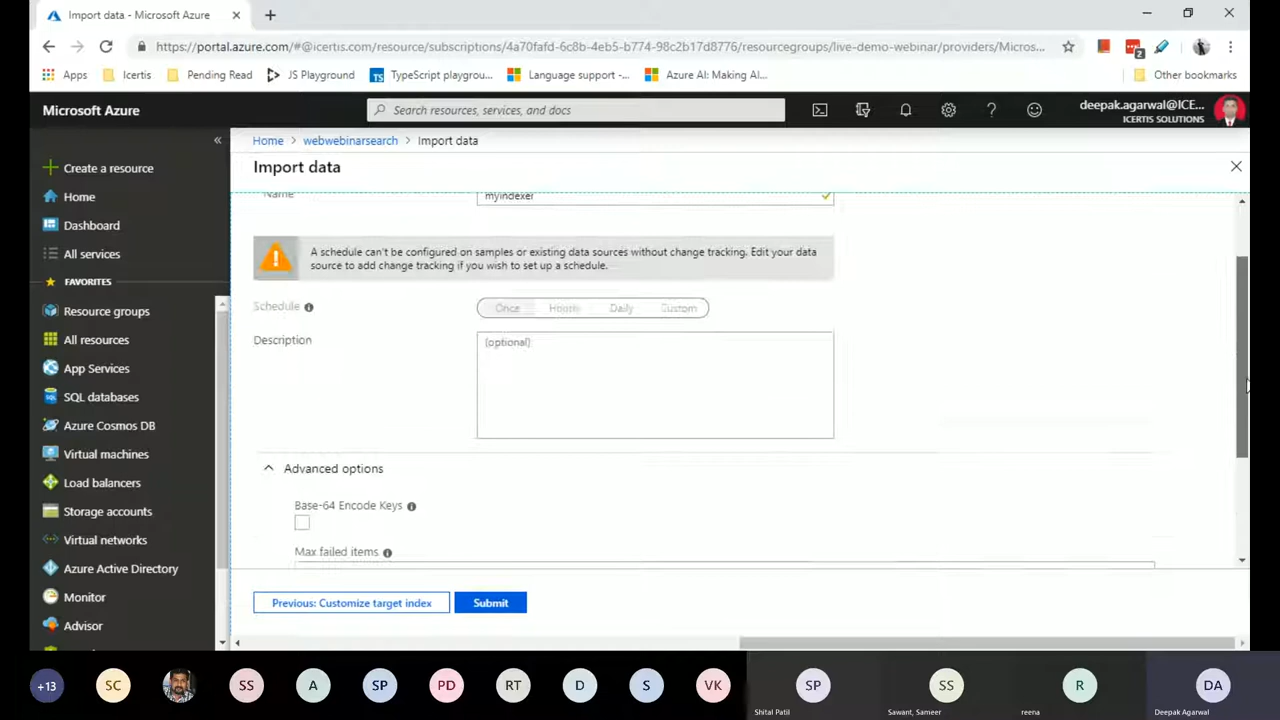 Import data - Microsoft Azure
https://portal.azure.com/#@icertis.com/resource/subscriptions/4a70fafd-6c8b-4eb5-b774-98c2b17d8776/resourcegroups/live-demo-webinar/providers/Micros...
2
Apps
Icertis
Pending Read
JS Playground
TypeScript playgrou...
Language support -...
Azure AI: Making AI...
Other bookmarks
Microsoft Azure
Search resources, services, and docs
deepak.agarwal@ICE...
ICERTIS SOLUTIONS
Create a resource
Home
Dashboard
All services
FAVORITES
Resource groups
All resources
App Services
SQL databases
Azure Cosmos DB
Virtual machines
Load balancers
Storage accounts
Virtual networks
Azure Active Directory
Monitor
Advisor
Home > webwebinarsearch > Import data
Import data
Name
myindexer
A schedule can't be configured on samples or existing data sources without change tracking. Edit your data
source to add change tracking if you wish to set up a schedule.
Schedule
Once Hourly Daily Custom
Description
(optional)
Advanced options
Base-64 Encode Keys
Max failed items
Previous: Customize target index
Submit
+13
SC
SS
A
SP
PD
RT
D
S
VK
SP
Shital Patil
SS
Sawant, Sameer
R
reena
DA
Deepak Agarwal